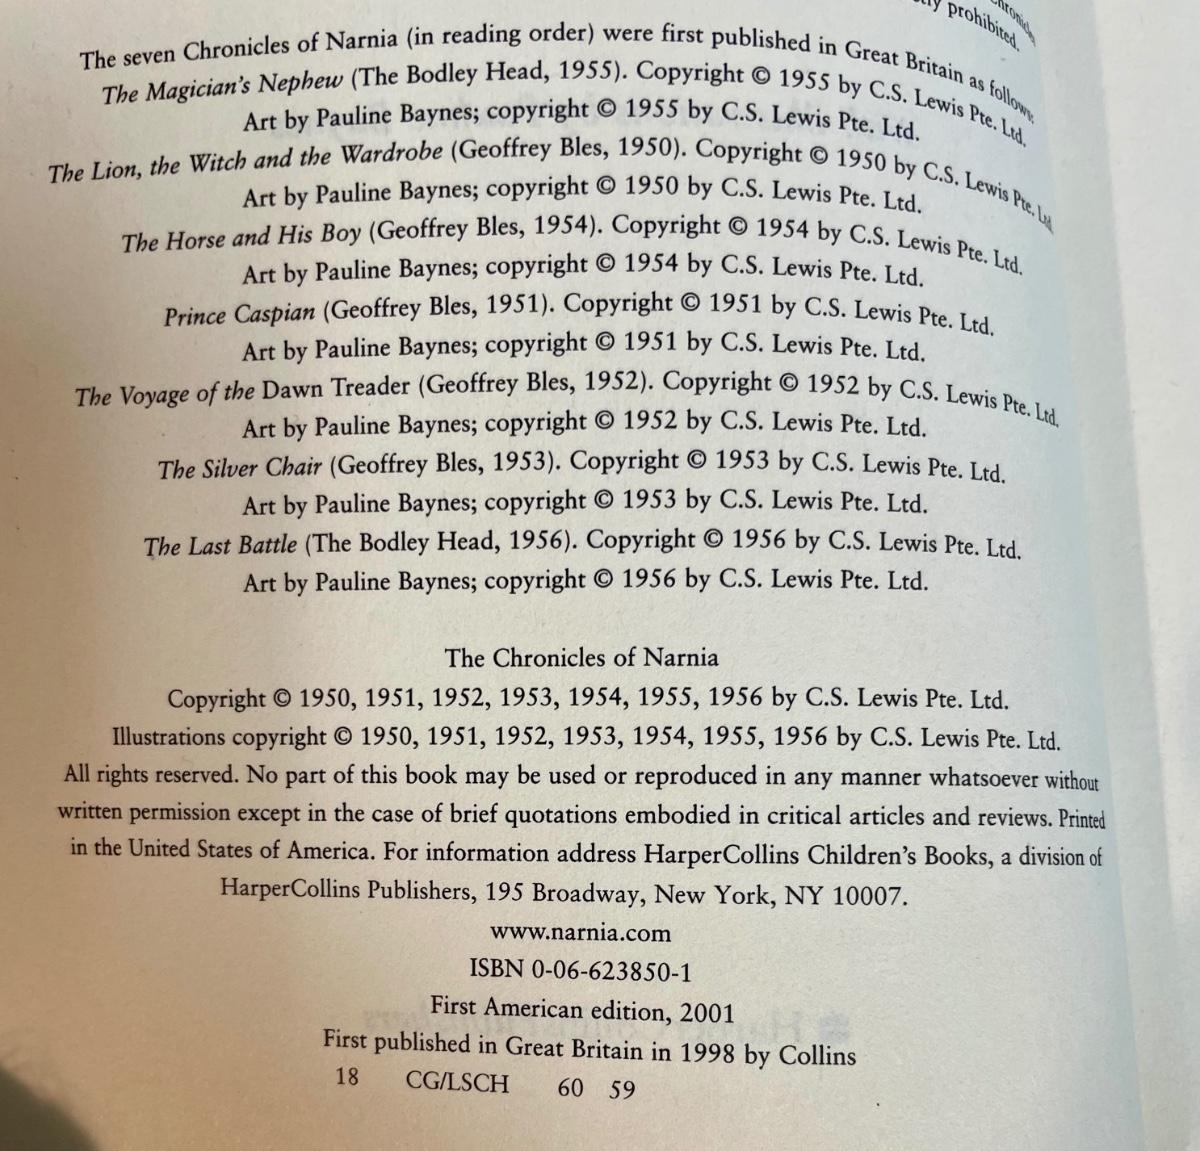 prohibited.
The seven Chronicles of Narnia (in reading order) were first published in Great Britain as follows:
The Magician's Nephew (The Bodley Head, 1955). Copyright © 1955 by C.S. Lewis Pte. Ltd.
Art by Pauline Baynes; copyright © 1955 by C.S. Lewis Pte. Ltd.
The Lion, the Witch and the Wardrobe (Geoffrey Bles, 1950). Copyright © 1950 by C.S. Lewis Pte. Ltd.
Art by Pauline Baynes; copyright © 1950 by C.S. Lewis Pte. Ltd.
The Horse and His Boy (Geoffrey Bles, 1954). Copyright © 1954 by C.S. Lewis Pte. Ltd.
Art by Pauline Baynes; copyright © 1954 by C.S. Lewis Pte. Ltd.
Prince Caspian (Geoffrey Bles, 1951). Copyright © 1951 by C.S. Lewis Pte. Ltd.
Art by Pauline Baynes; copyright © 1951 by C.S. Lewis Pte. Ltd.
The Voyage of the Dawn Treader (Geoffrey Bles, 1952). Copyright © 1952 by C.S. Lewis Pte. Ltd.
Art by Pauline Baynes; copyright © 1952 by C.S. Lewis Pte. Ltd.
The Silver Chair (Geoffrey Bles, 1953). Copyright © 1953 by C.S. Lewis Pte. Ltd.
Art by Pauline Baynes; copyright © 1953 by C.S. Lewis Pte. Ltd.
The Last Battle (The Bodley Head, 1956). Copyright © 1956 by C.S. Lewis Pte. Ltd.
Art by Pauline Baynes; copyright © 1956 by C.S. Lewis Pte. Ltd.
The Chronicles of Narnia
Copyright © 1950, 1951, 1952, 1953, 1954, 1955, 1956 by C.S. Lewis Pte. Ltd.
Illustrations copyright © 1950, 1951, 1952, 1953, 1954, 1955, 1956 by C.S. Lewis Pte. Ltd.
All rights reserved. No part of this book may be used or reproduced in any manner whatsoever without
written permission except in the case of brief quotations embodied in critical articles and reviews. Printed
in the United States of America. For information address HarperCollins Children's Books, a division of
HarperCollins Publishers, 195 Broadway, New York, NY 10007.
www.narnia.com
ISBN 0-06-623850-1
First American edition, 2001
First published in Great Britain in 1998 by Collins
18 CG/LSCH 60 59